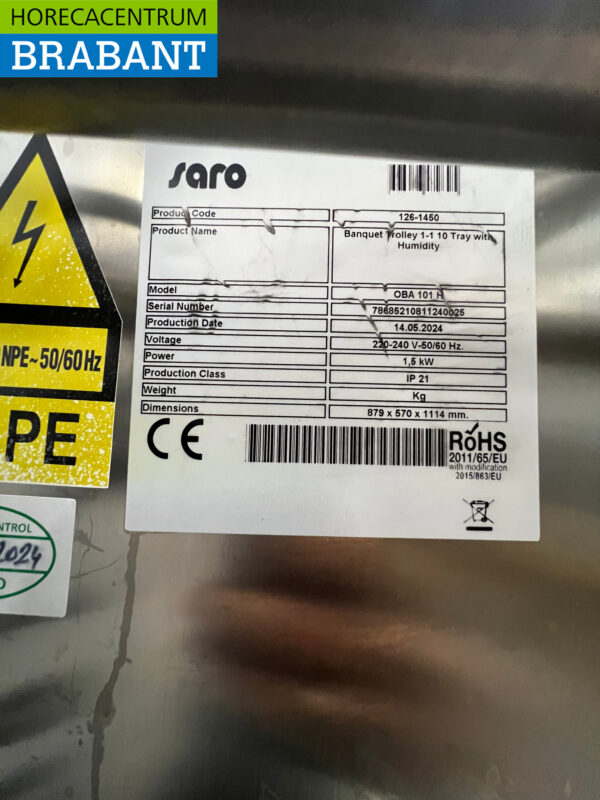 HORECACENTRUM
BRABANT
saro
Product Code 126-1450
Product Name Banquet Trolley 1-1 10 Tray with
Humidity
Model OBA 101 H
Serial Number 78685210811240025
Production Date 14.05.2024
Voltage 220-240 V-50/60 Hz.
Power 1,5 kW
Production Class IP 21
Weight Kg
Dimensions 879 x 570 x 1114 mm.
CE
RoHS
2011/65/EU
with modification
2015/863/EU
NPE~50/60Hz
PE
NTROL
2024